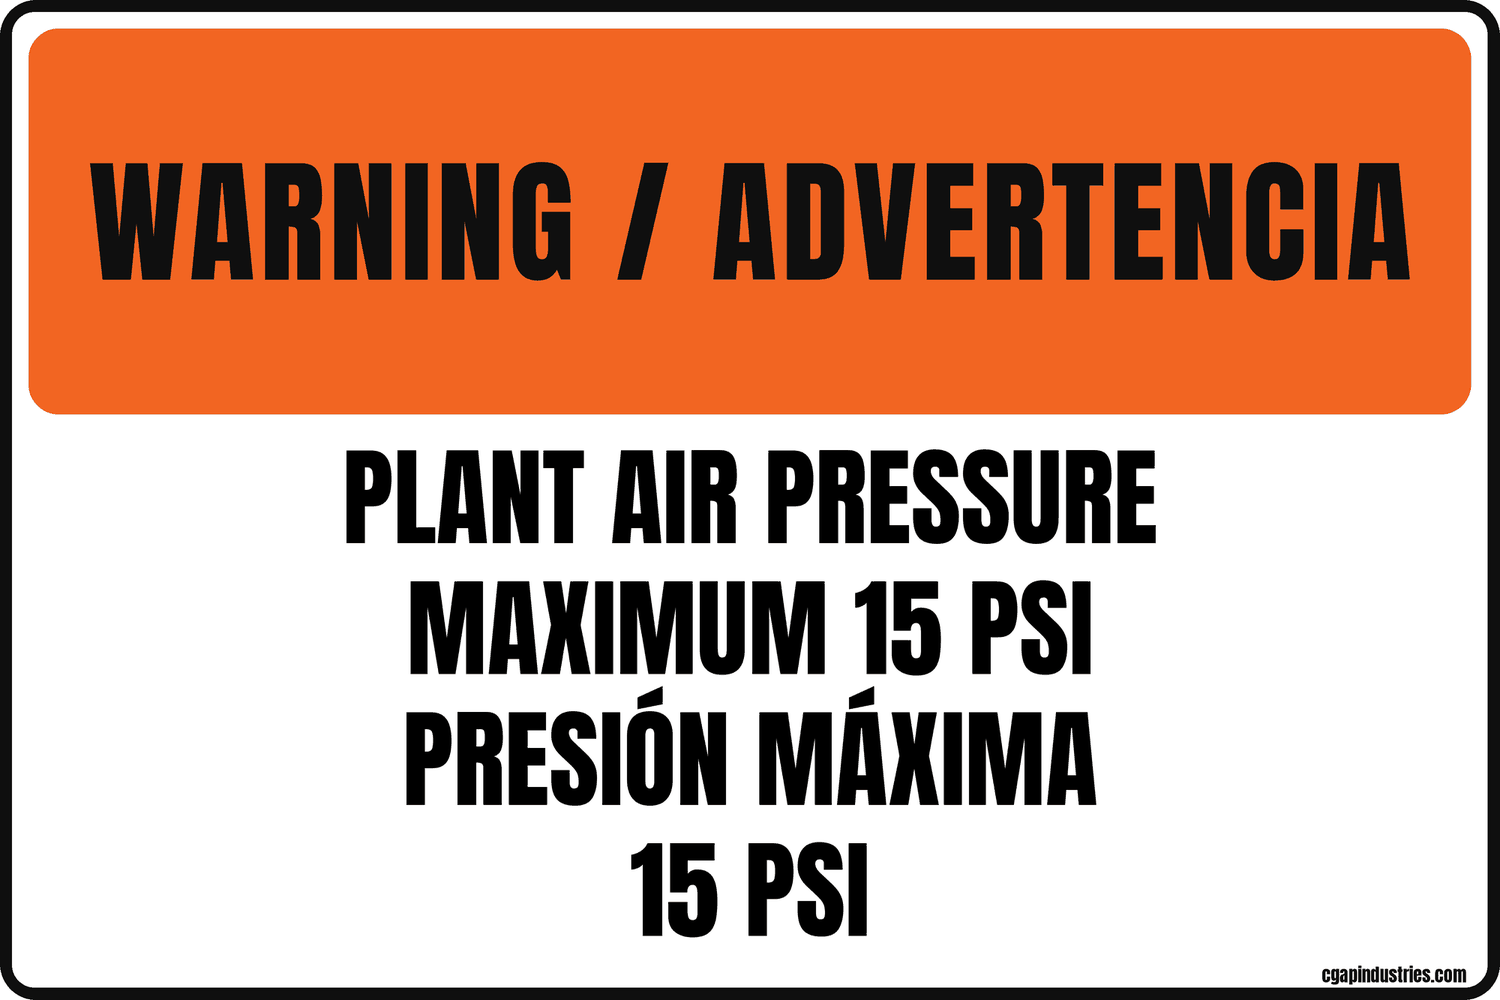 WARNING / ADVERTENCIA
PLANT AIR PRESSURE
MAXIMUM 15 PSI
PRESIÓN MÁXIMA
15 PSI
cgapindustries.com